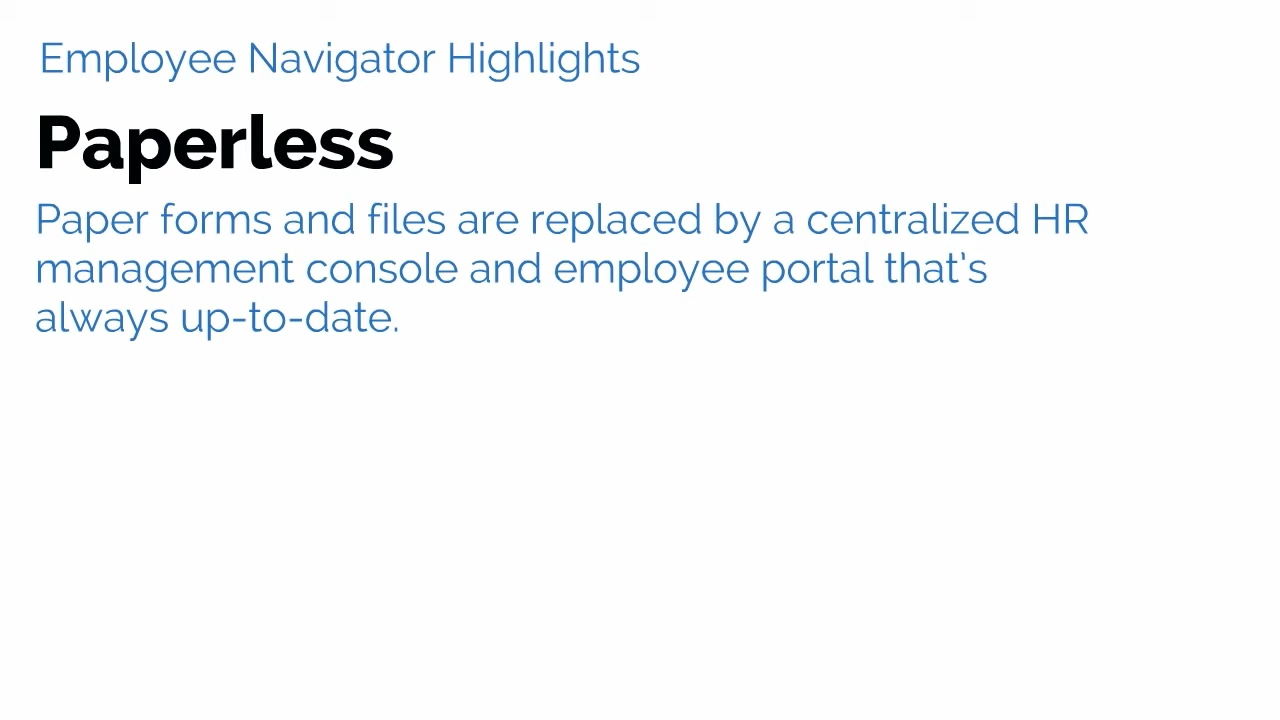 Employee Navigator Highlights
Paperless
Paper forms and files are replaced by a centralized HR
management console and employee portal that's
always up-to-date.